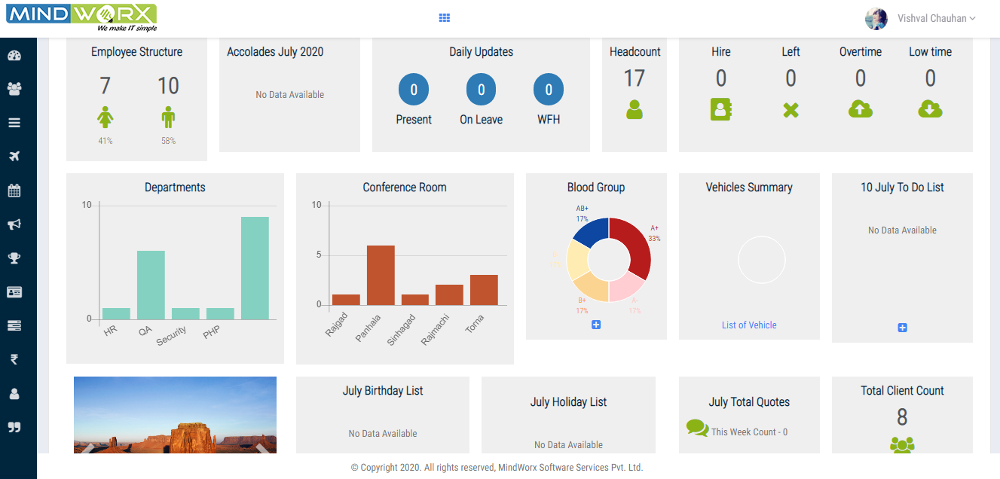 MINDWORX
We make IT simple
Vishval Chauhan
Employee Structure
7 10
41% 58%
Accolades July 2020
No Data Available
Daily Updates
0 0 0
Present On Leave WFH
Headcount
17
Hire Left Overtime Low time
0 0 0 0
Departments
10
0
HR QA Security PHP
Conference Room
10
5
0
Rajgad Panhala Sinhagad Rajmachi Torna
Blood Group
AB+
17%
A+
33%
B+
17%
A-
17%
Vehicles Summary
List of Vehicle
10 July To Do List
No Data Available
July Birthday List
No Data Available
July Holiday List
No Data Available
July Total Quotes
This Week Count - 0
Total Client Count
8
© Copyright 2020. All rights reserved, MindWorx Software Services Pvt. Ltd.